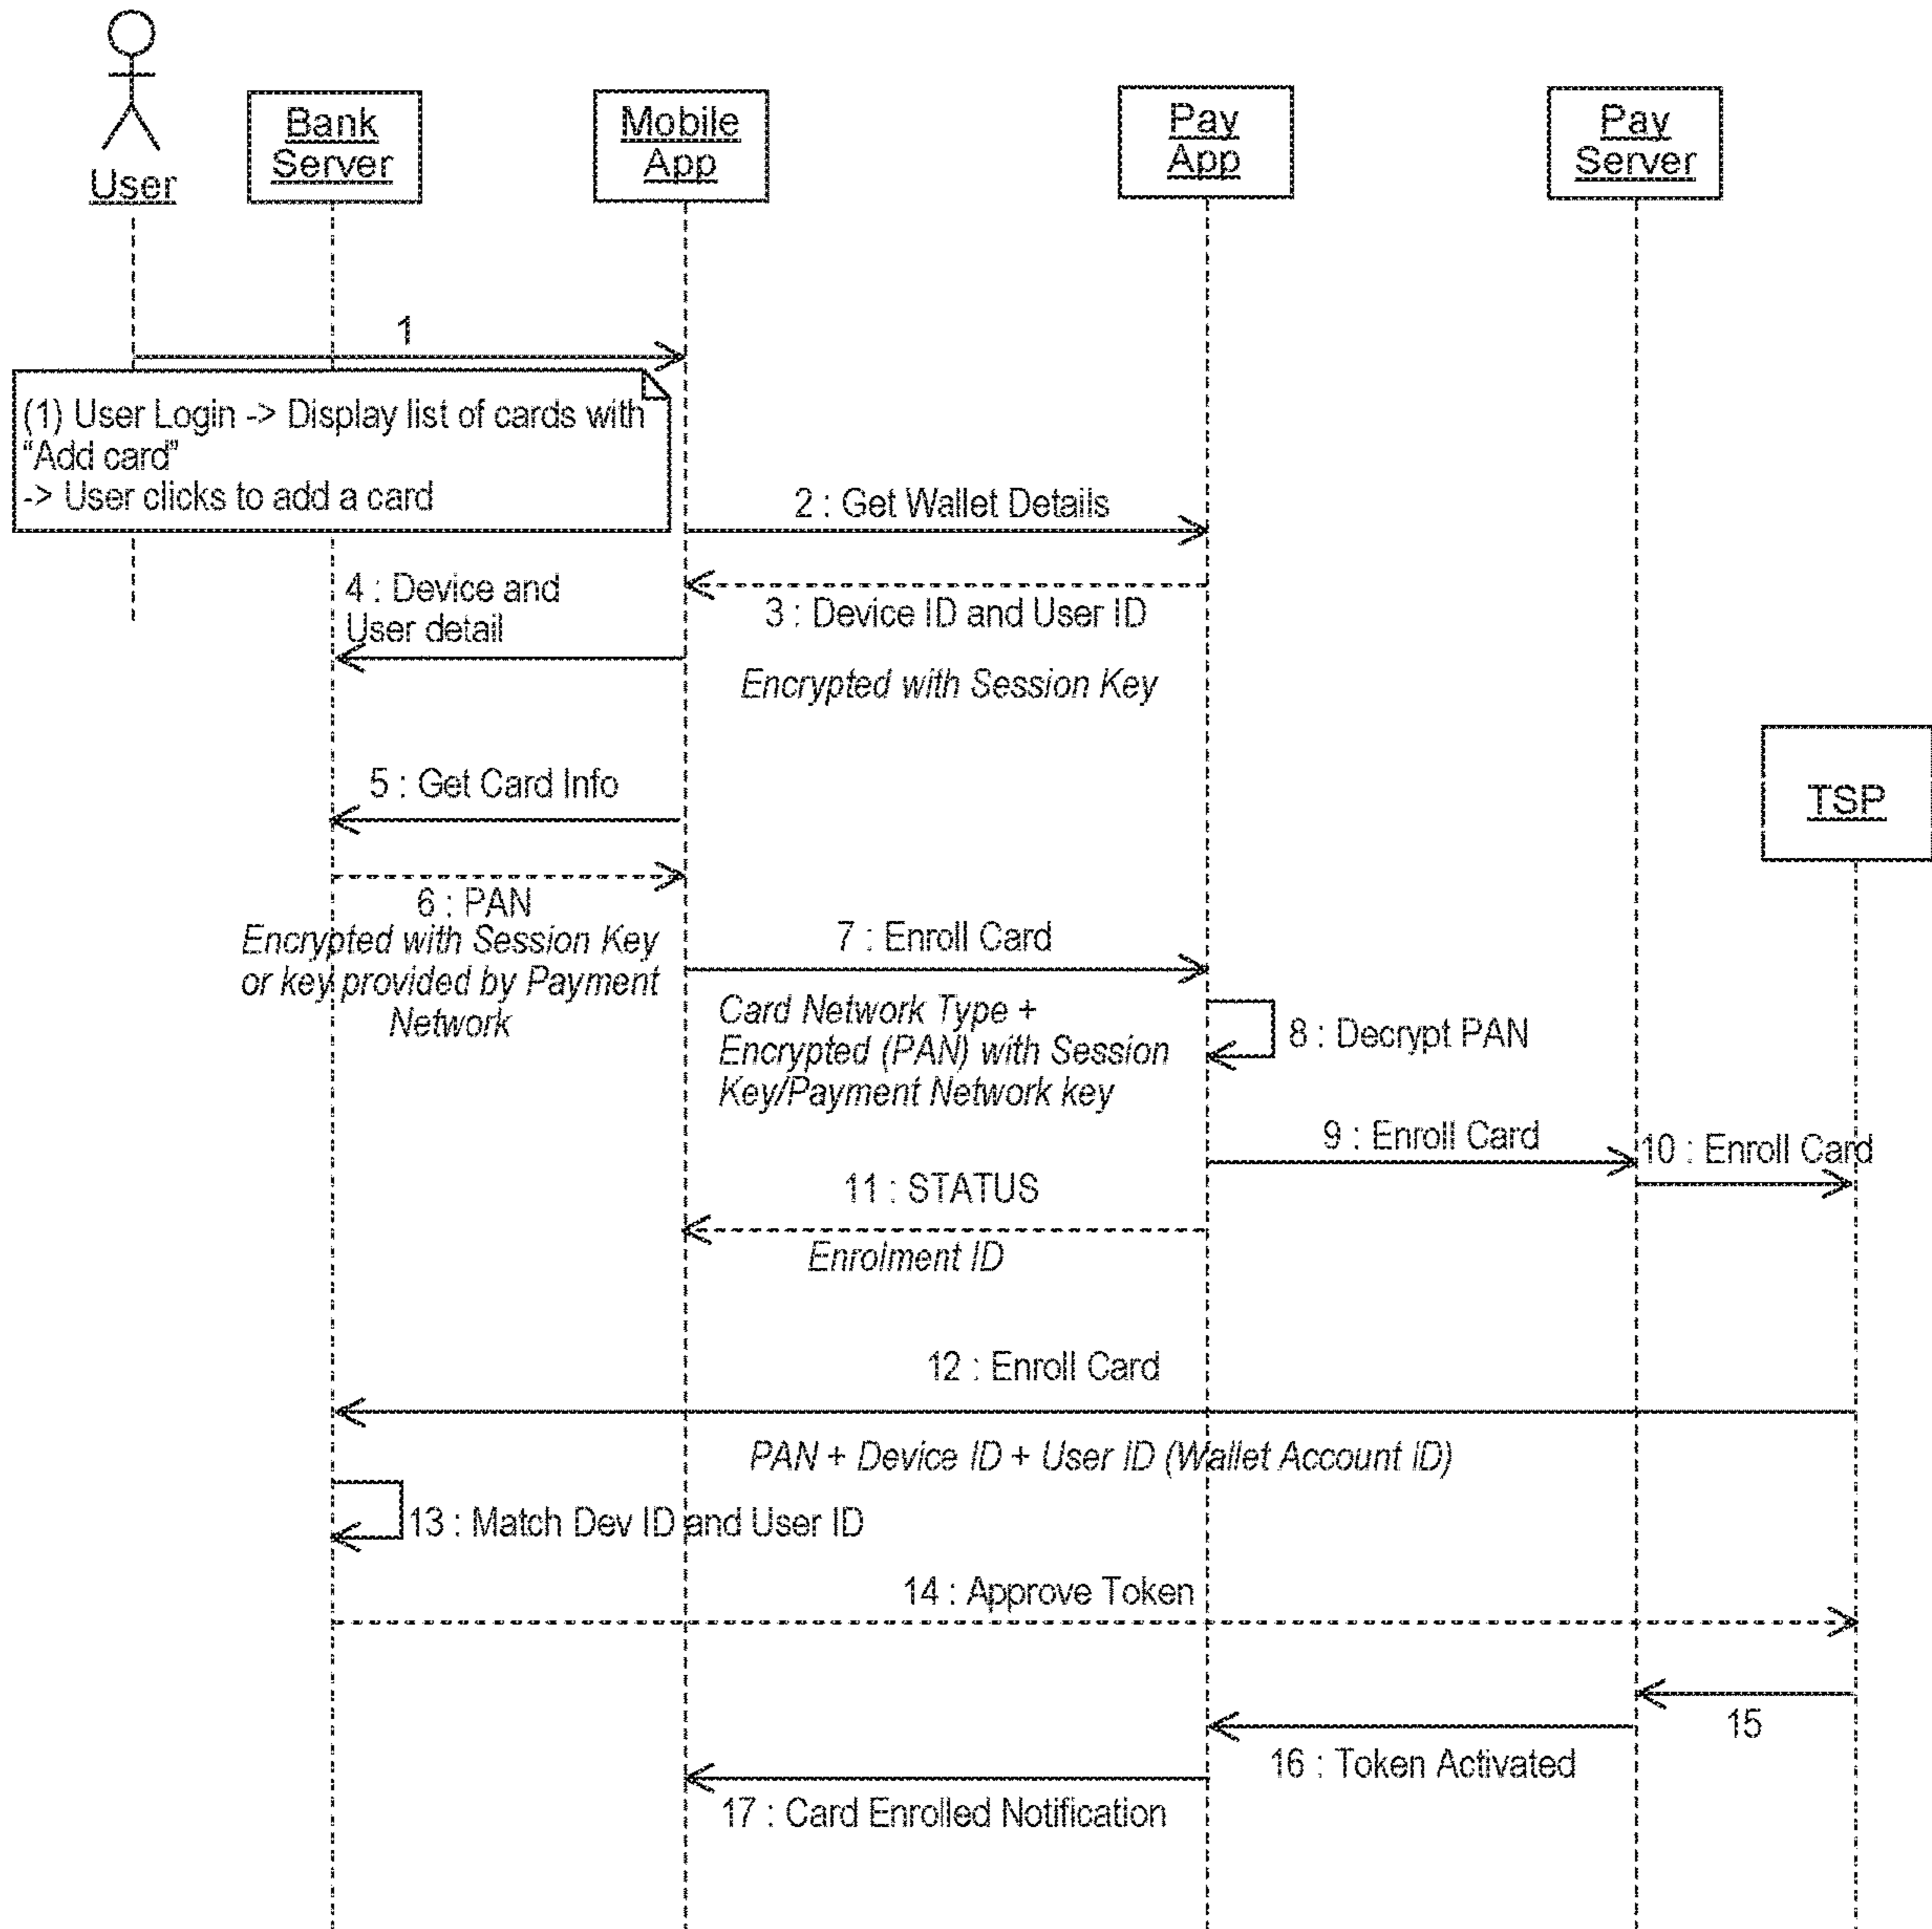 User
Bank
Server
Mobile
App
Pay
App
Pay
Server
1
(1) User Login -> Display list of cards with
“Add card”
-> User clicks to add a card
2 : Get Wallet Details
3 : Device ID and User ID
Encrypted with Session Key
4 : Device and
User detail
5 : Get Card Info
TSP
6 : PAN
Encrypted with Session Key
or key provided by Payment
Network
7 : Enroll Card
Card Network Type +
Encrypted (PAN) with Session
Key/Payment Network key
8 : Decrypt PAN
9 : Enroll Card
10 : Enroll Card
11 : STATUS
Enrolment ID
12 : Enroll Card
PAN + Device ID + User ID (Wallet Account ID)
13 : Match Dev ID and User ID
14 : Approve Token
15
16 : Token Activated
17 : Card Enrolled Notification